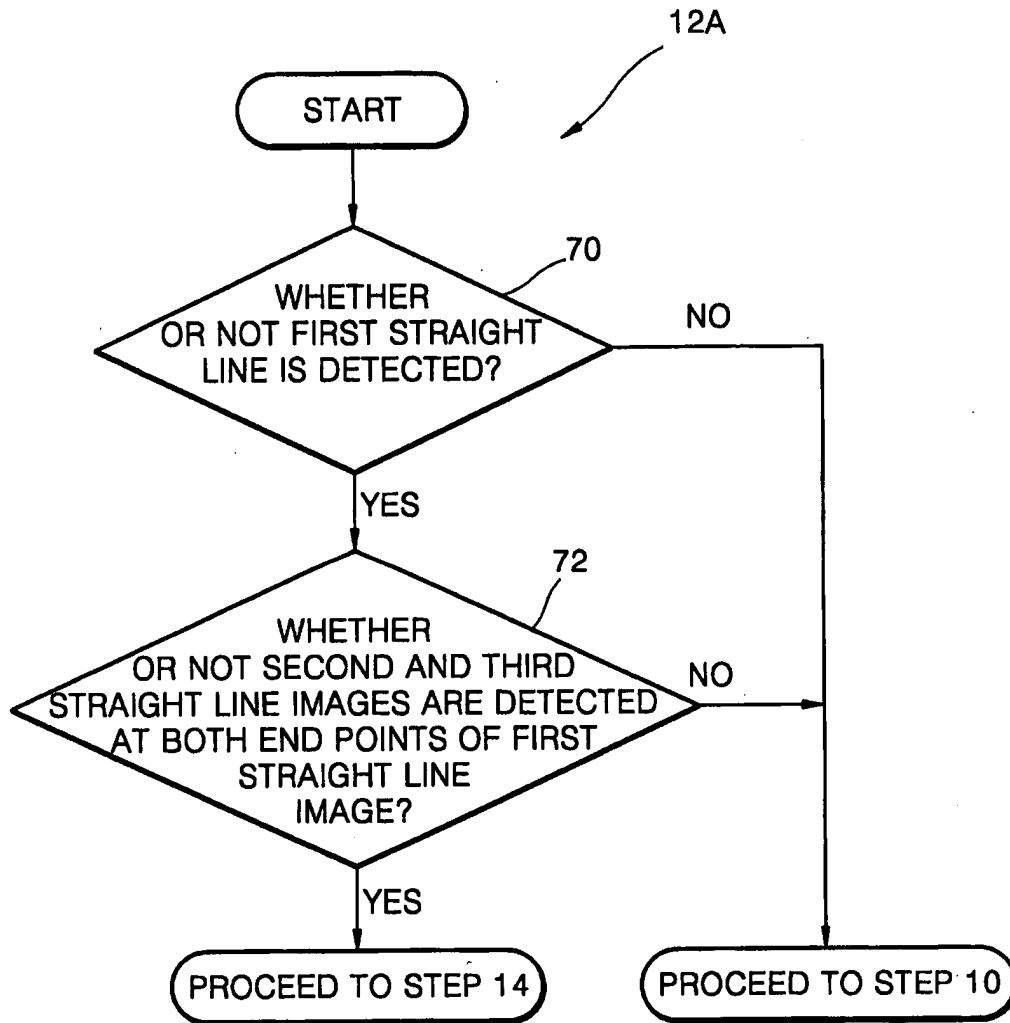 12A
START
70
WHETHER
OR NOT FIRST STRAIGHT
LINE IS DETECTED?
NO
YES
72
WHETHER
OR NOT SECOND AND THIRD
STRAIGHT LINE IMAGES ARE DETECTED
AT BOTH END POINTS OF FIRST
STRAIGHT LINE
IMAGE?
NO
YES
PROCEED TO STEP 14
PROCEED TO STEP 10